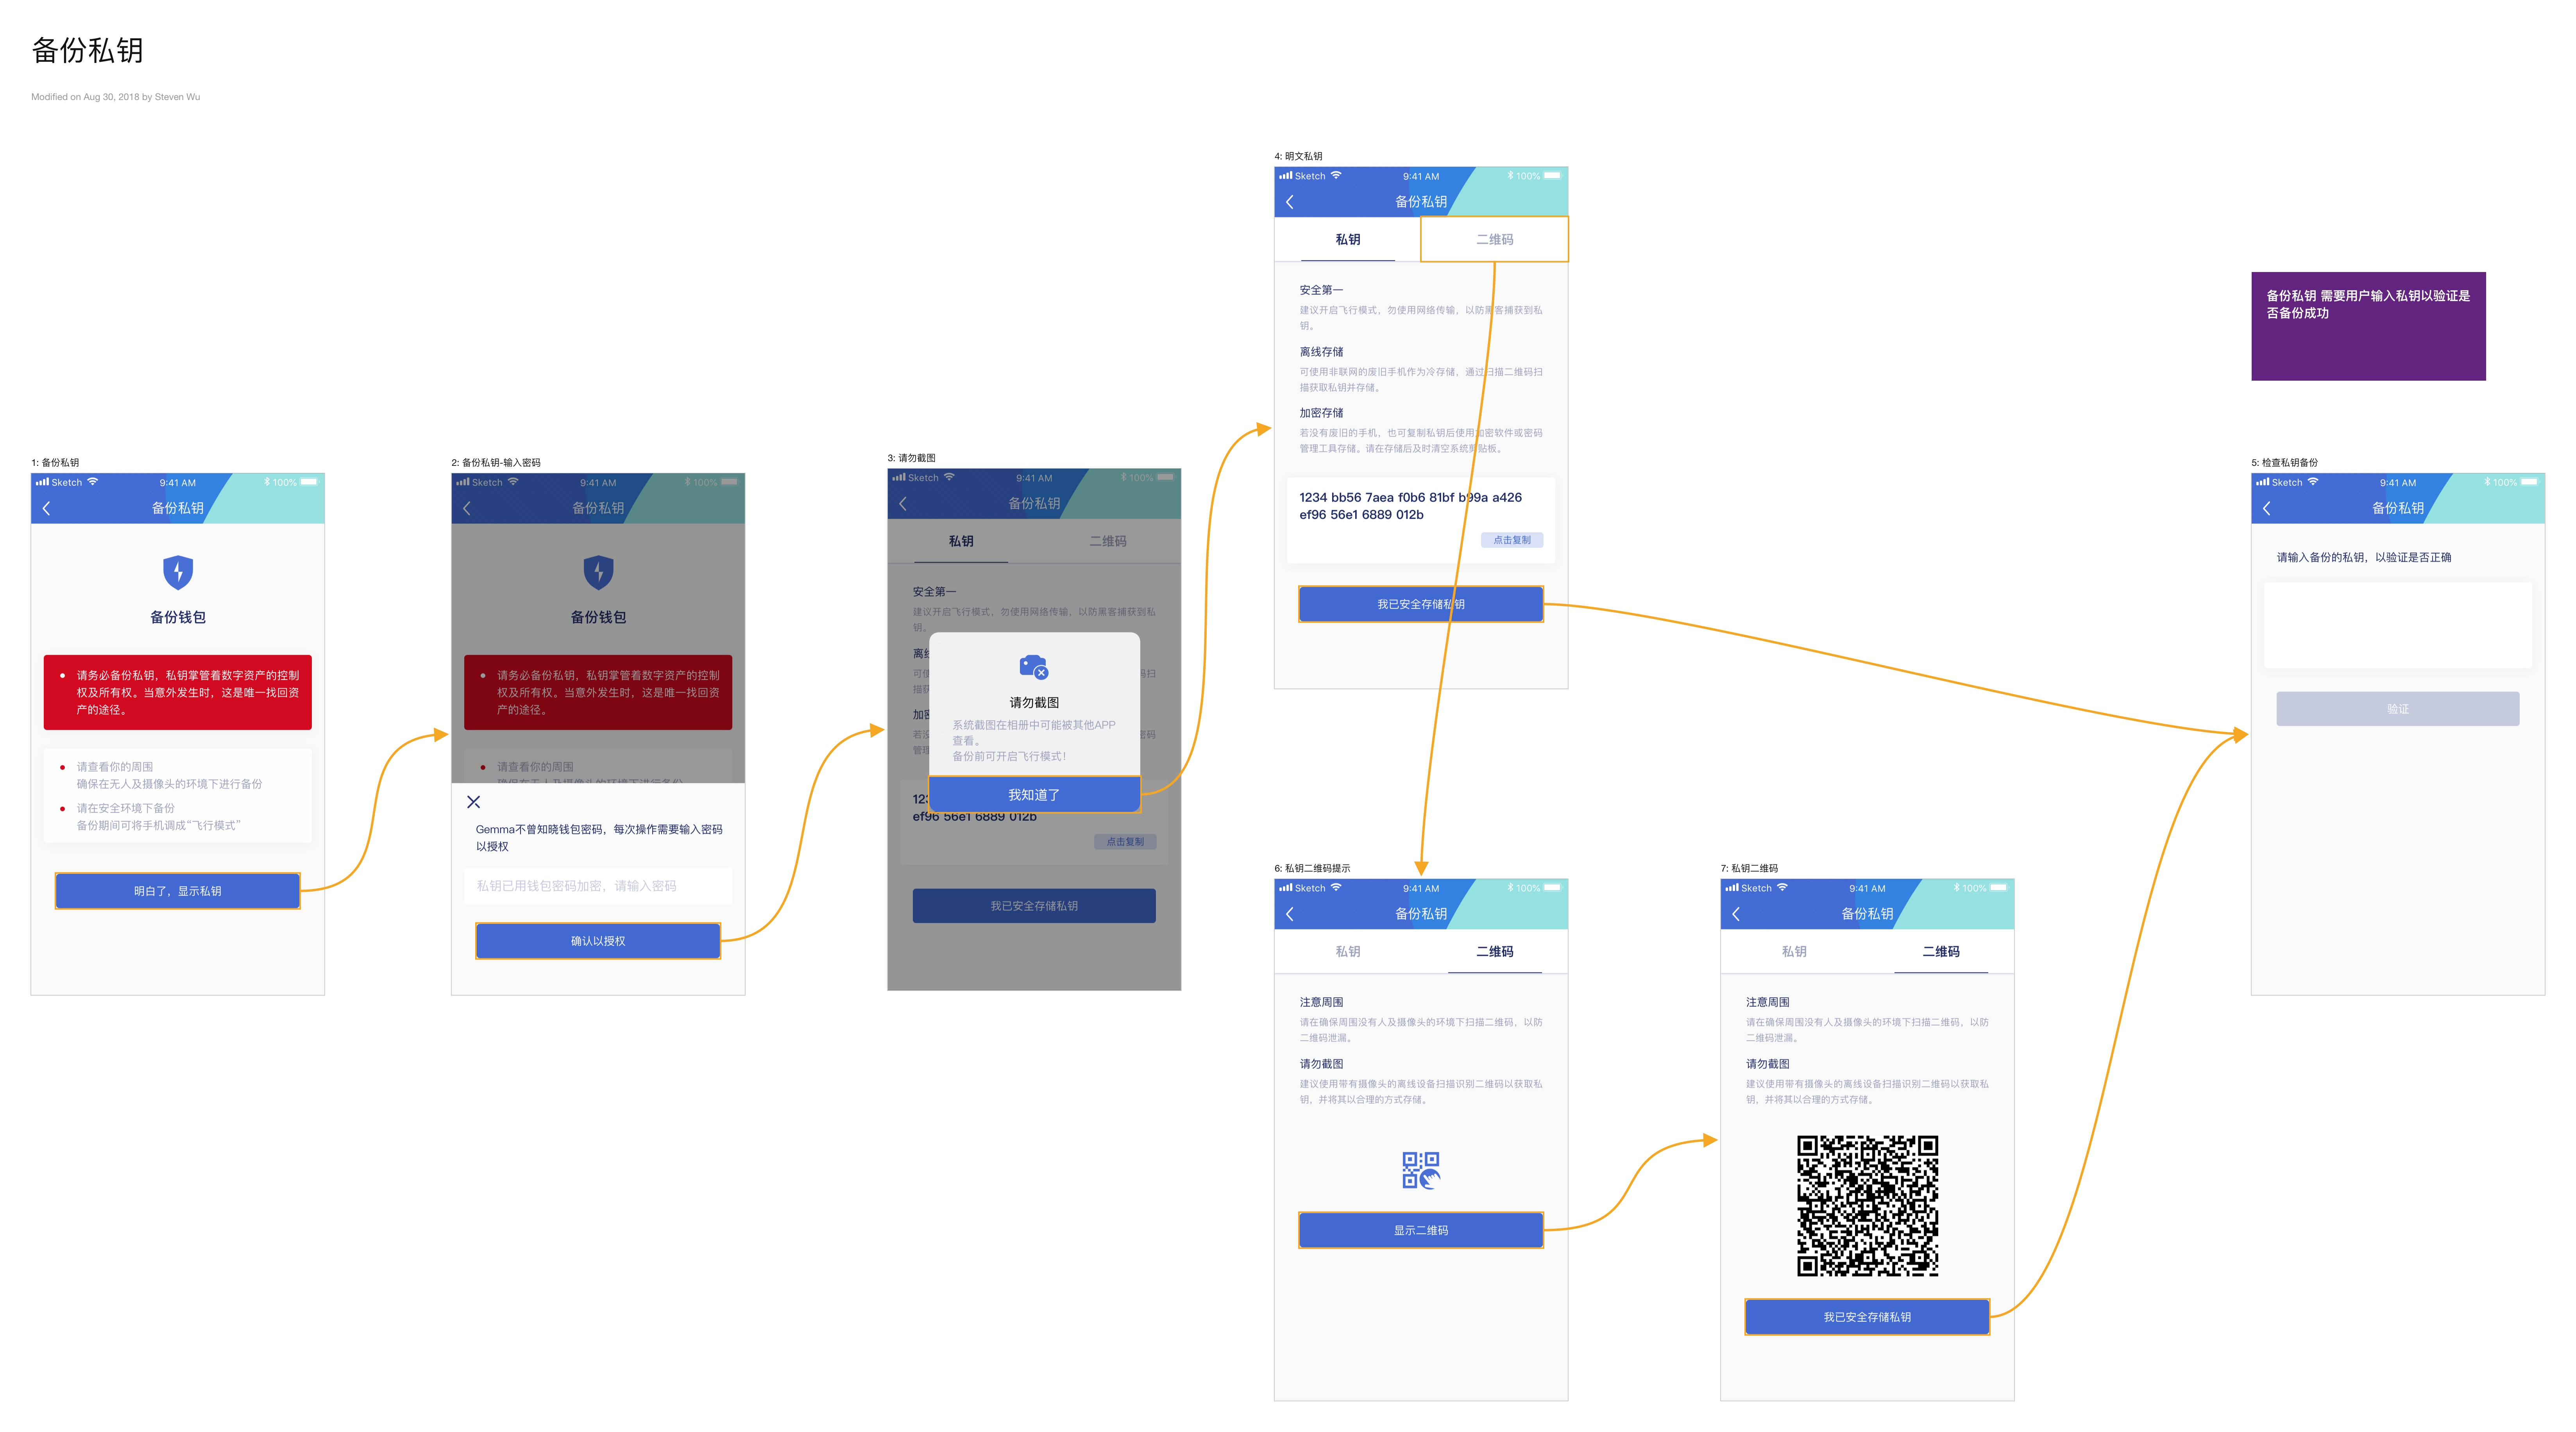 备份私钥
Modified on Aug 30, 2018 by Steven Wu
1: 备份私钥
Sketch
9:41 AM
100%
备份私钥
备份钱包
请务必备份私钥，私钥掌管着数字资产的控制
权及所有权。当意外发生时，这是唯一找回资
产的途径。
请查看你的周围
确保在无人及摄像头的环境下进行备份
请在安全环境下备份
备份期间可将手机调成“飞行模式”
明白了，显示私钥
2: 备份私钥-输入密码
Sketch
9:41 AM
100%
备份私钥
备份钱包
请务必备份私钥，私钥掌管着数字资产的控制
权及所有权。当意外发生时，这是唯一找回资
产的途径。
请查看你的周围
确保在无人及摄像头的环境下进行备份
Gemma不曾知晓钱包密码，每次操作需要输入密码
以授权
私钥已用钱包密码加密，请输入密码
确认以授权
3: 请勿截图
Sketch
9:41 AM
100%
备份私钥
私钥
二维码
安全第一
建议开启飞行模式，勿使用网络传输，以防黑客捕获到私
钥。
请勿截图
系统截图在相册中可能被其他APP
查看。
备份前可开启飞行模式！
我知道了
ef96 56e1 6889 012b
点击复制
我已安全存储私钥
4: 明文私钥
Sketch
9:41 AM
100%
备份私钥
私钥
二维码
安全第一
建议开启飞行模式，勿使用网络传输，以防黑客捕获到私
钥。
离线存储
可使用非联网的废旧手机作为冷存储，通过扫描二维码扫
描获取私钥并存储。
加密存储
若没有废旧的手机，也可复制私钥后使用加密软件或密码
管理工具存储。请在存储后及时清空系统剪贴板。
1234 bb56 7aea f0b6 81bf b99a a426
ef96 56e1 6889 012b
点击复制
我已安全存储私钥
6: 私钥二维码提示
Sketch
9:41 AM
100%
备份私钥
私钥
二维码
注意周围
请在确保周围没有人及摄像头的环境下扫描二维码，以防
二维码泄漏。
请勿截图
建议使用带有摄像头的离线设备扫描识别二维码以获取私
钥，并将其以合理的方式存储。
显示二维码
7: 私钥二维码
Sketch
9:41 AM
100%
备份私钥
私钥
二维码
注意周围
请在确保周围没有人及摄像头的环境下扫描二维码，以防
二维码泄漏。
请勿截图
建议使用带有摄像头的离线设备扫描识别二维码以获取私
钥，并将其以合理的方式存储。
我已安全存储私钥
备份私钥 需要用户输入私钥以验证是
否备份成功
5: 检查私钥备份
Sketch
9:41 AM
100%
备份私钥
请输入备份的私钥，以验证是否正确
验证